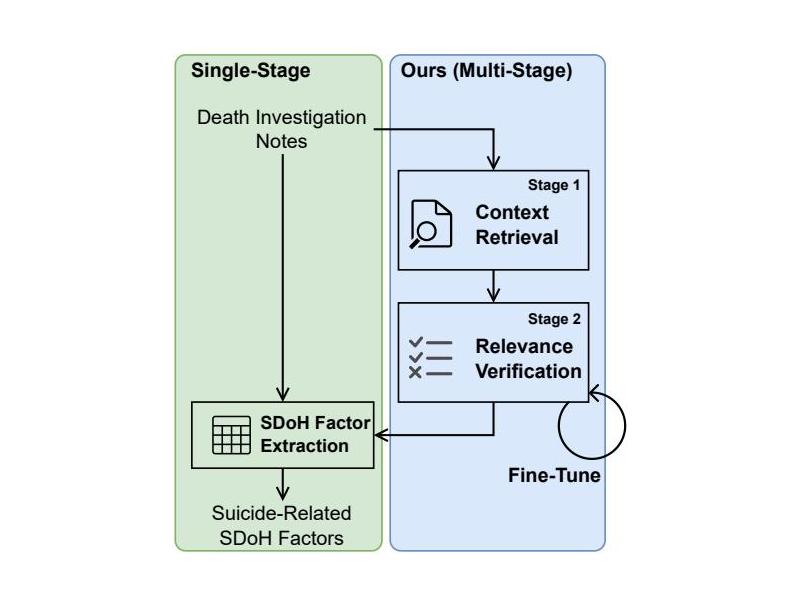 Single-Stage
Death Investigation
Notes
SDoH Factor
Extraction
Suicide-Related
SDoH Factors
Ours (Multi-Stage)
Stage 1
Context
Retrieval
Stage 2
Relevance
Verification
Fine-Tune